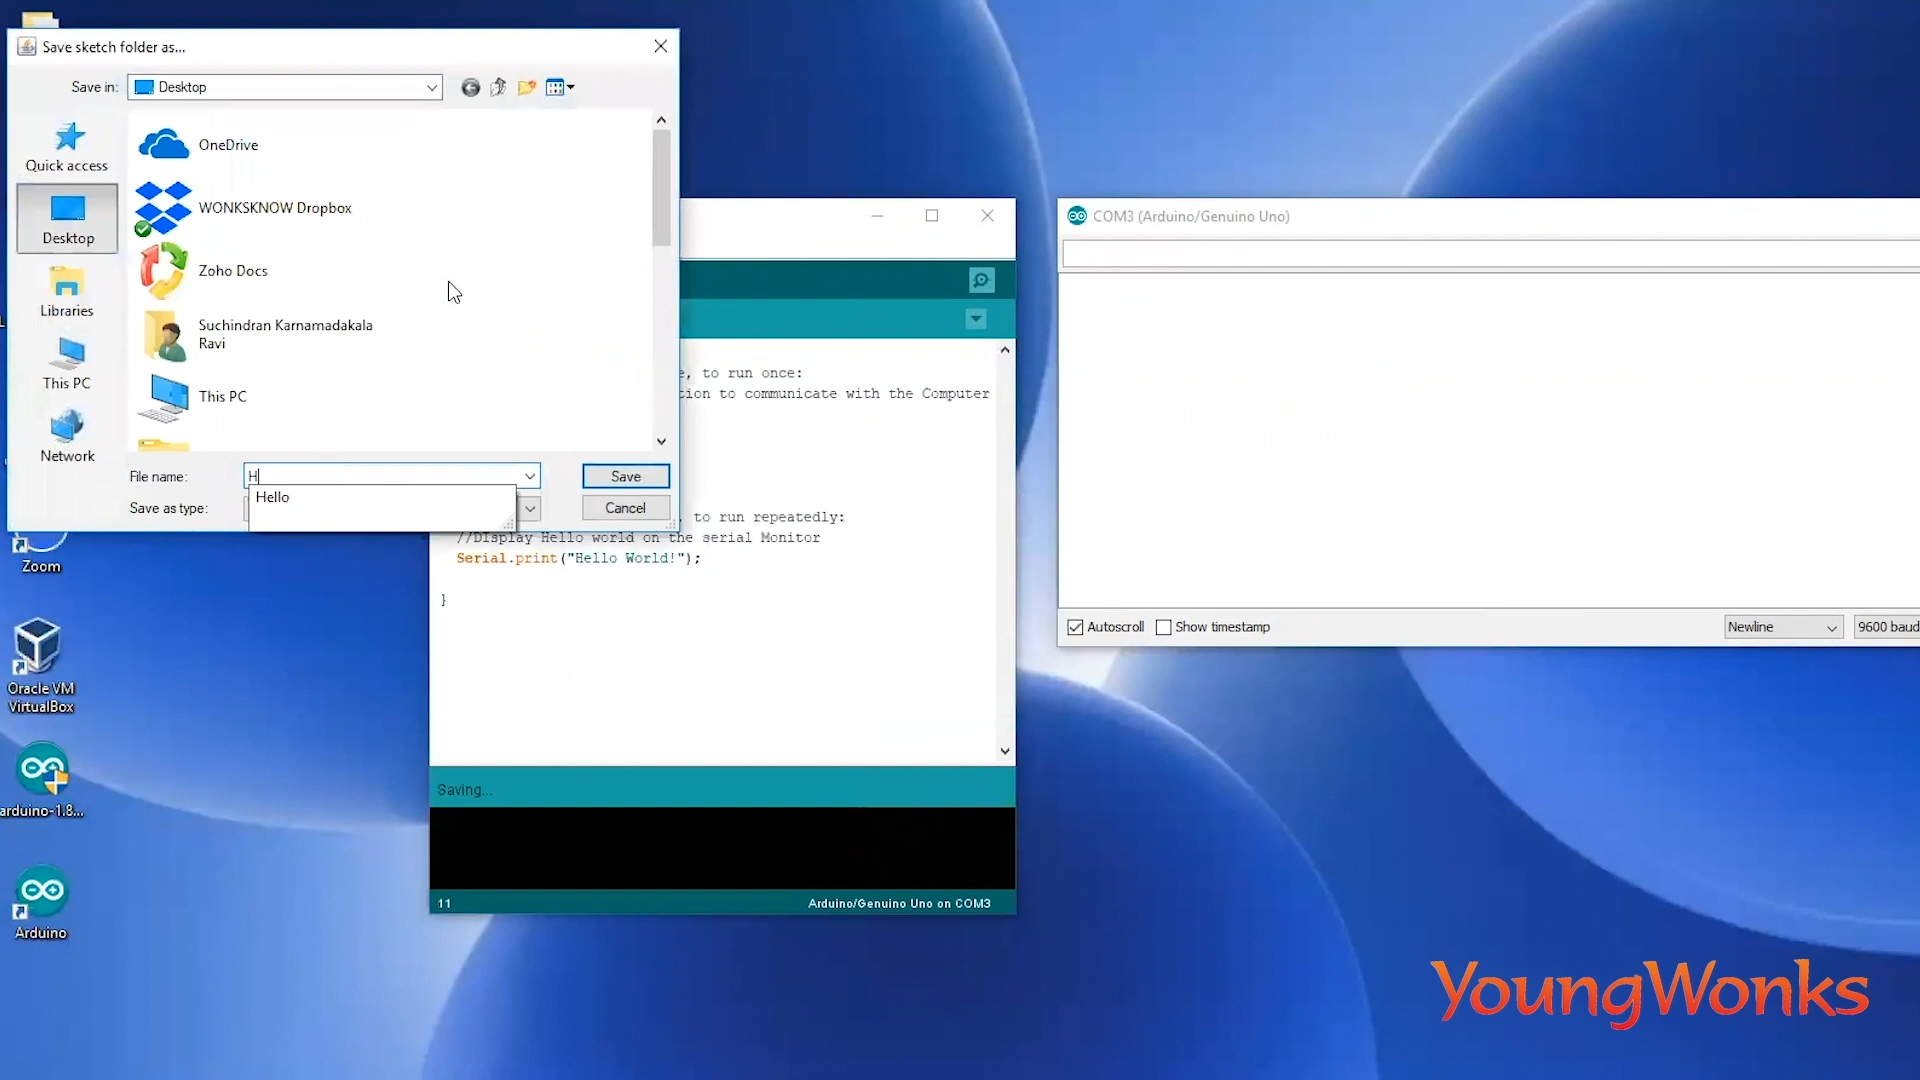 Save sketch folder as...
Save in:
Desktop
Quick access
Desktop
Libraries
This PC
Network
OneDrive
WONKSKNOW Dropbox
Zoho Docs
Suchindran Karnamadakala
Ravi
This PC
File name:
H
Save
Hello
Save as type:
Cancel
, to run once:
tion to communicate with the Computer
, to run repeatedly:
//DIsplay Hello world on the serial Monitor
Serial.print("Hello World!");
}
Saving...
11
Arduino/Genuino Uno on COM3
COM3 (Arduino/Genuino Uno)
Autoscroll
Show timestamp
Newline
9600 baud
Zoom
Oracle VM
VirtualBox
arduino-1.8...
Arduino
YoungWonks